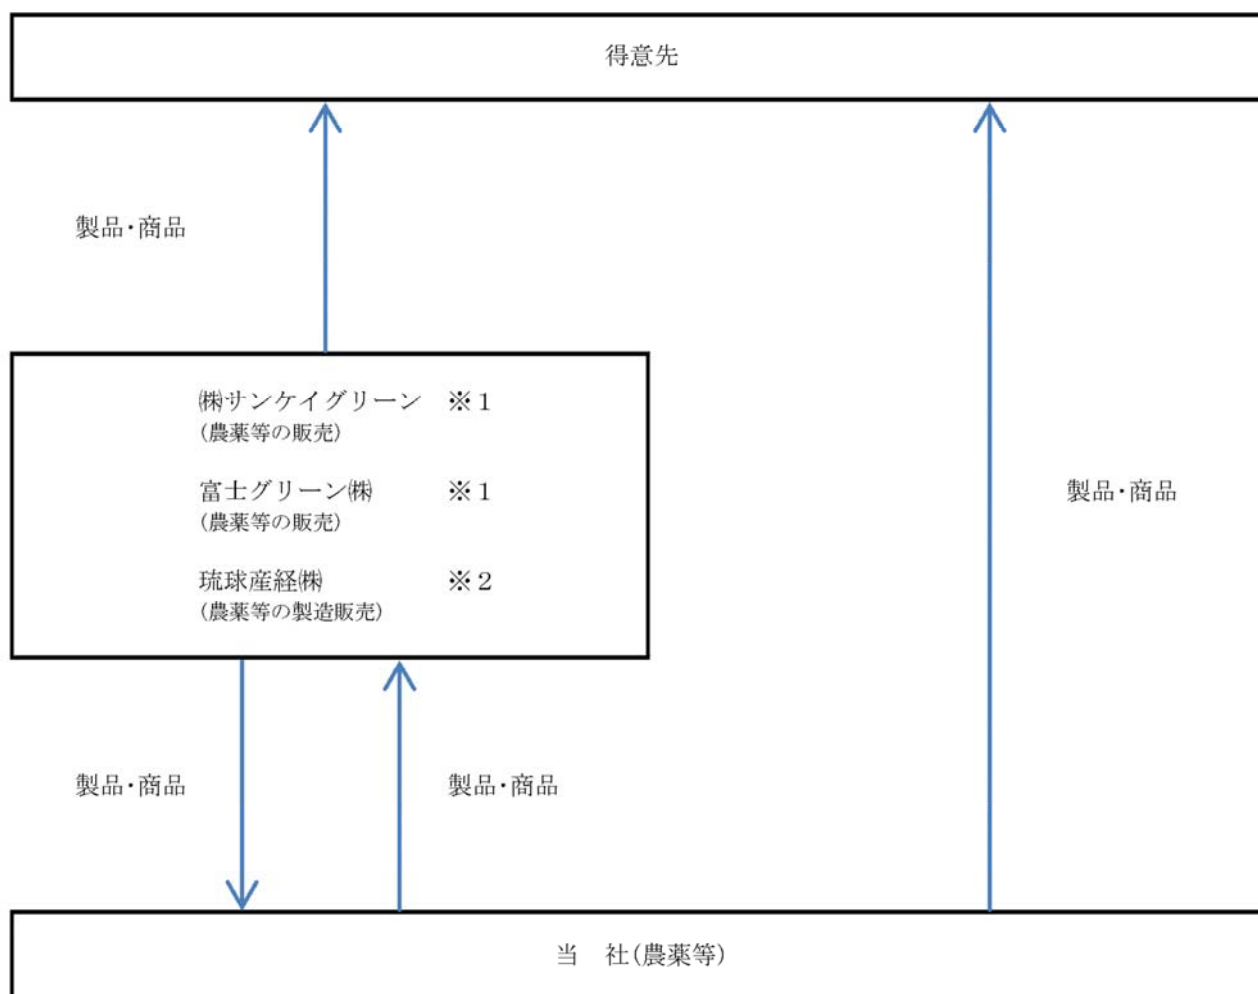 得意先
製品・商品
㈱サンケイグリーン ※1
(農薬等の販売)
富士グリーン㈱ ※1
(農薬等の販売)
製品・商品
琉球産経㈱ ※2
(農薬等の製造販売)
製品・商品 製品・商品
当 社(農薬等)